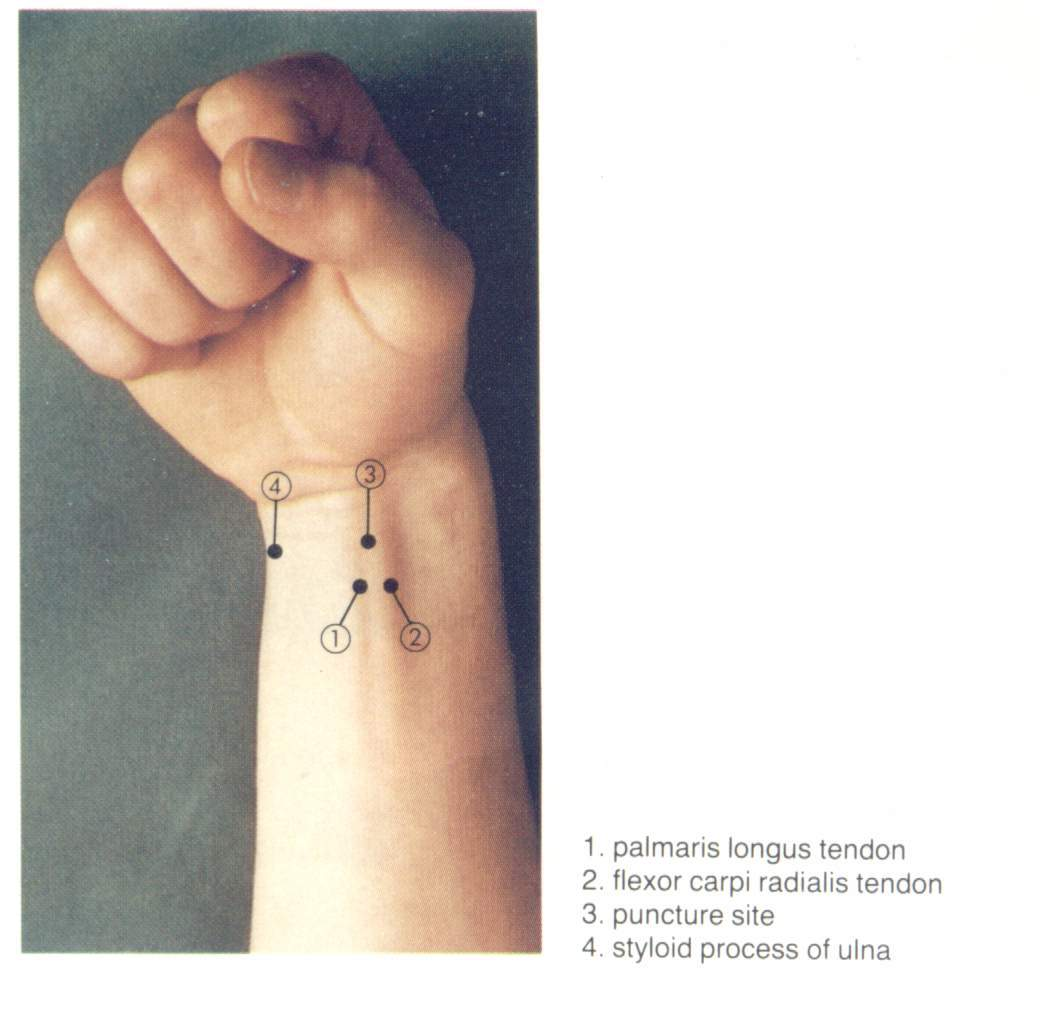 ④
③
①
②
1. palmaris longus tendon
2. flexor carpi radialis tendon
3. puncture site
4. styloid process of ulna